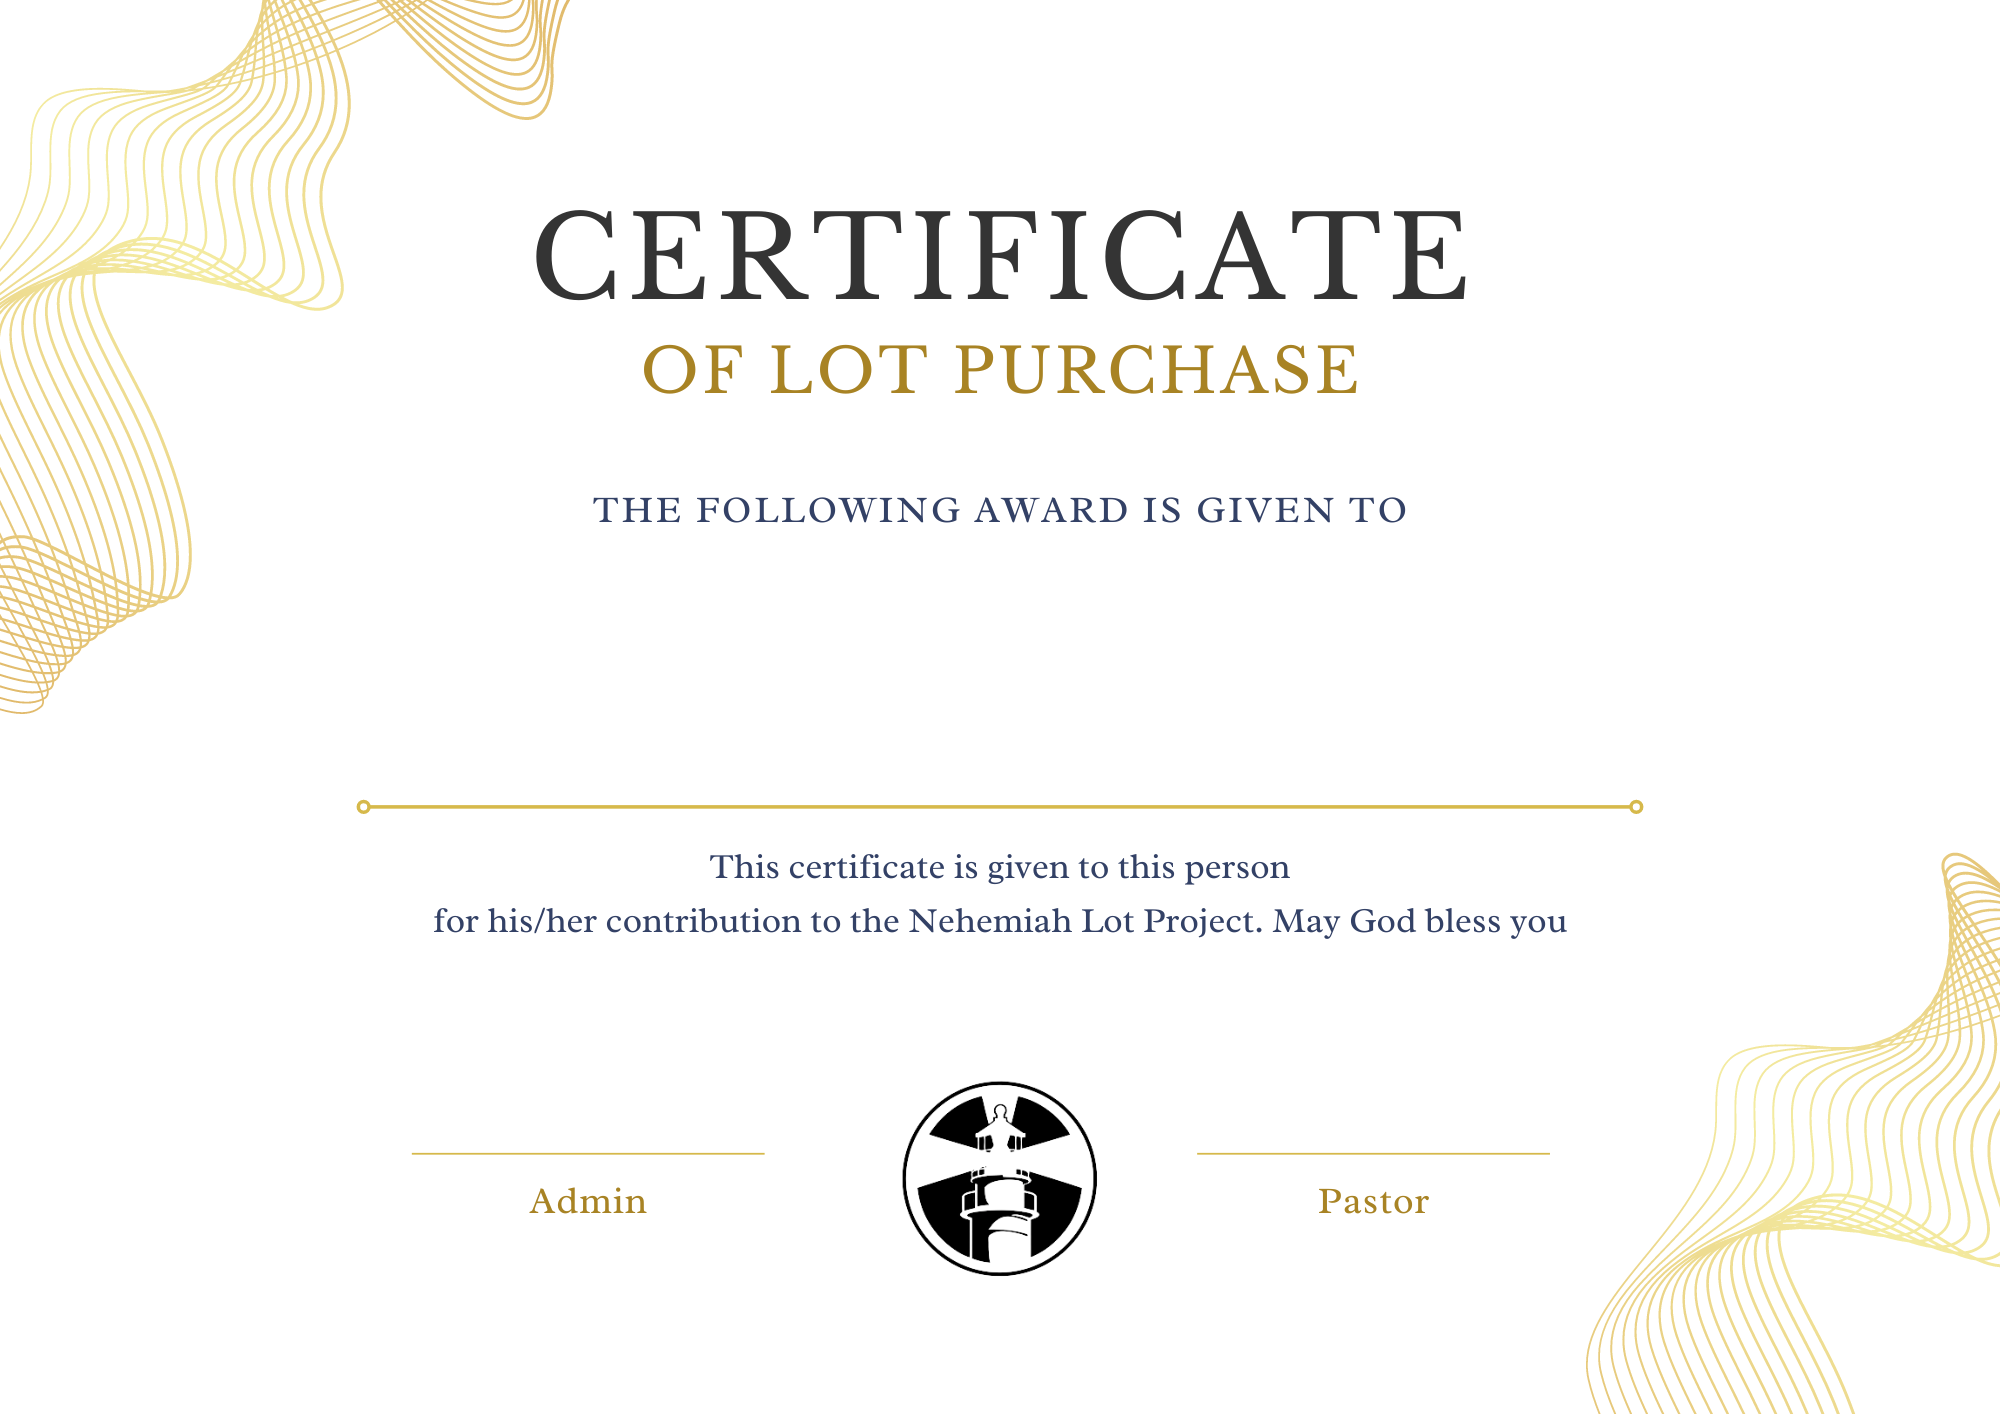 CERTIFICATE
OF LOT PURCHASE
THE FOLLOWING AWARD IS GIVEN TO
This certificate is given to this person
for his/her contribution to the Nehemiah Lot Project. May God bless you
Admin
Pastor